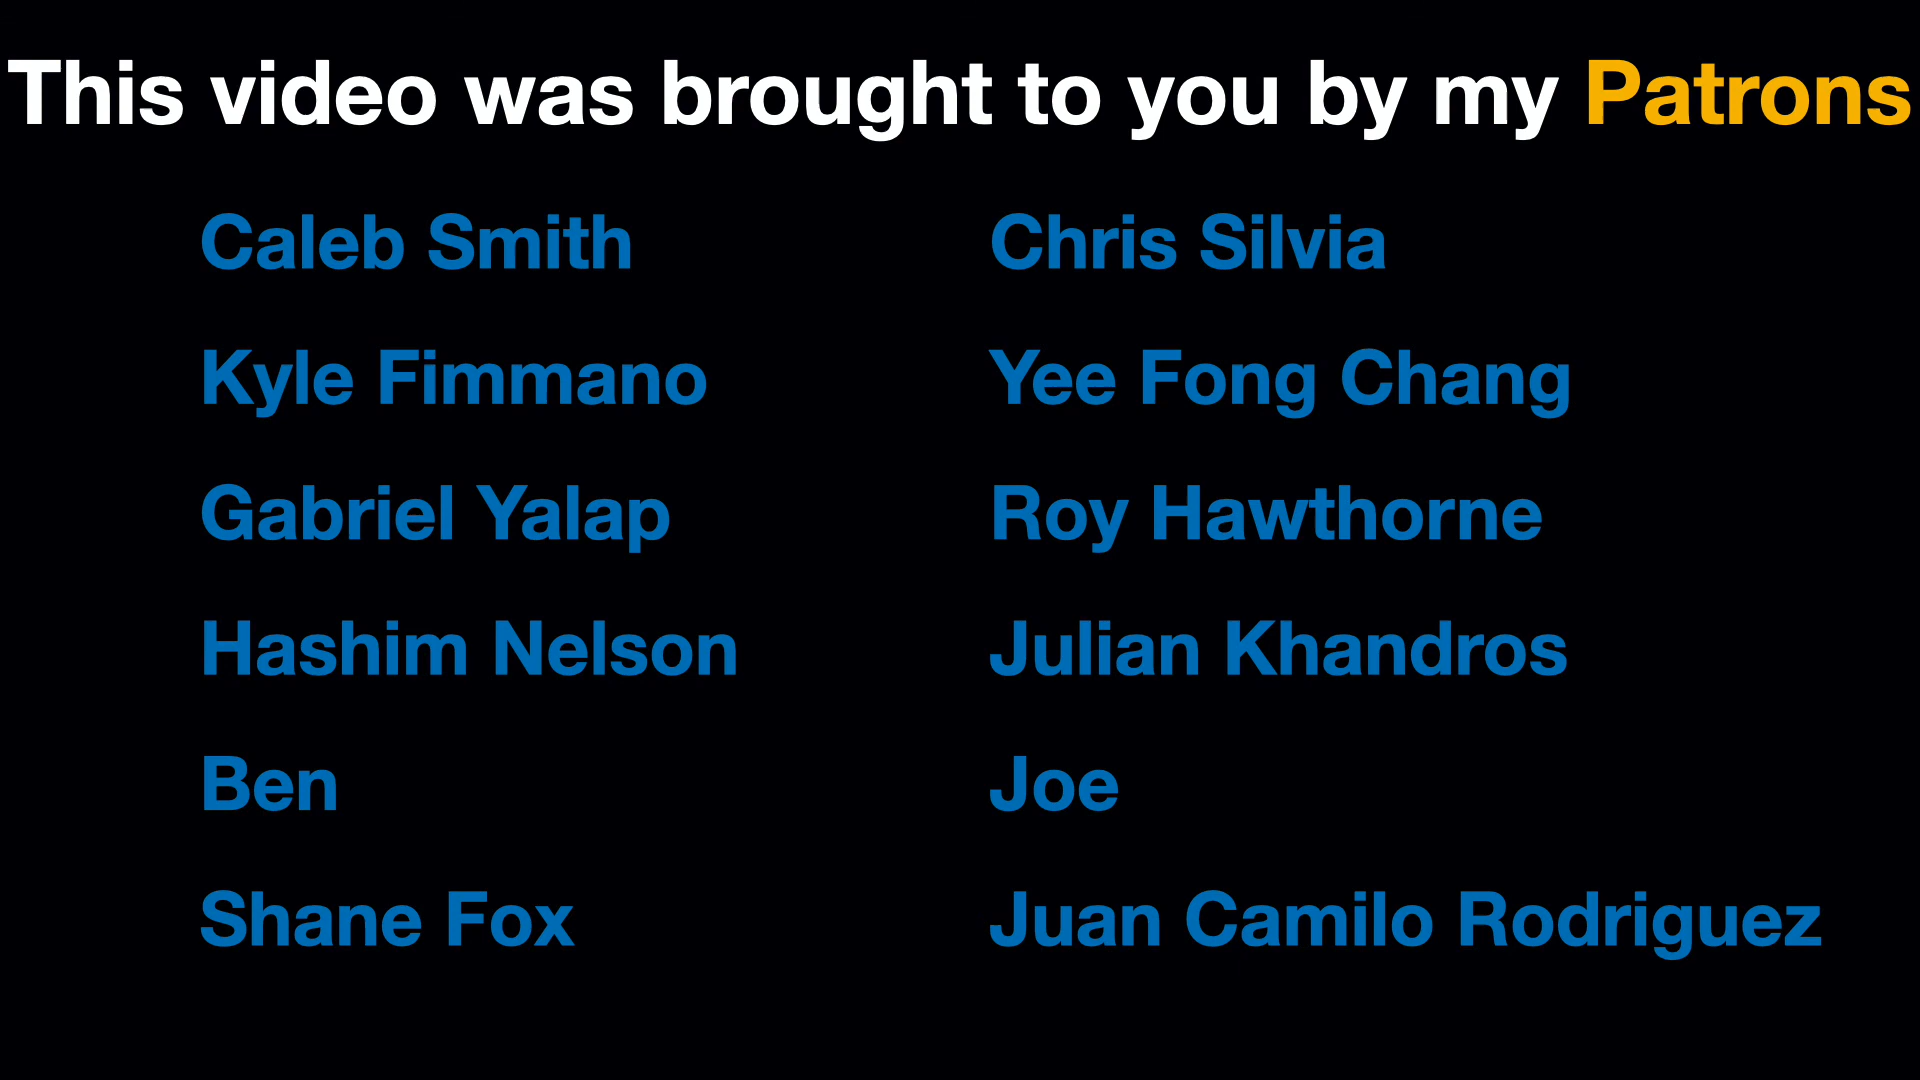 This video was brought to you by my Patrons
Caleb Smith
Chris Silvia
Kyle Fimmano
Yee Fong Chang
Gabriel Yalap
Roy Hawthorne
Hashim Nelson
Julian Khandros
Ben
Joe
Shane Fox
Juan Camilo Rodriguez